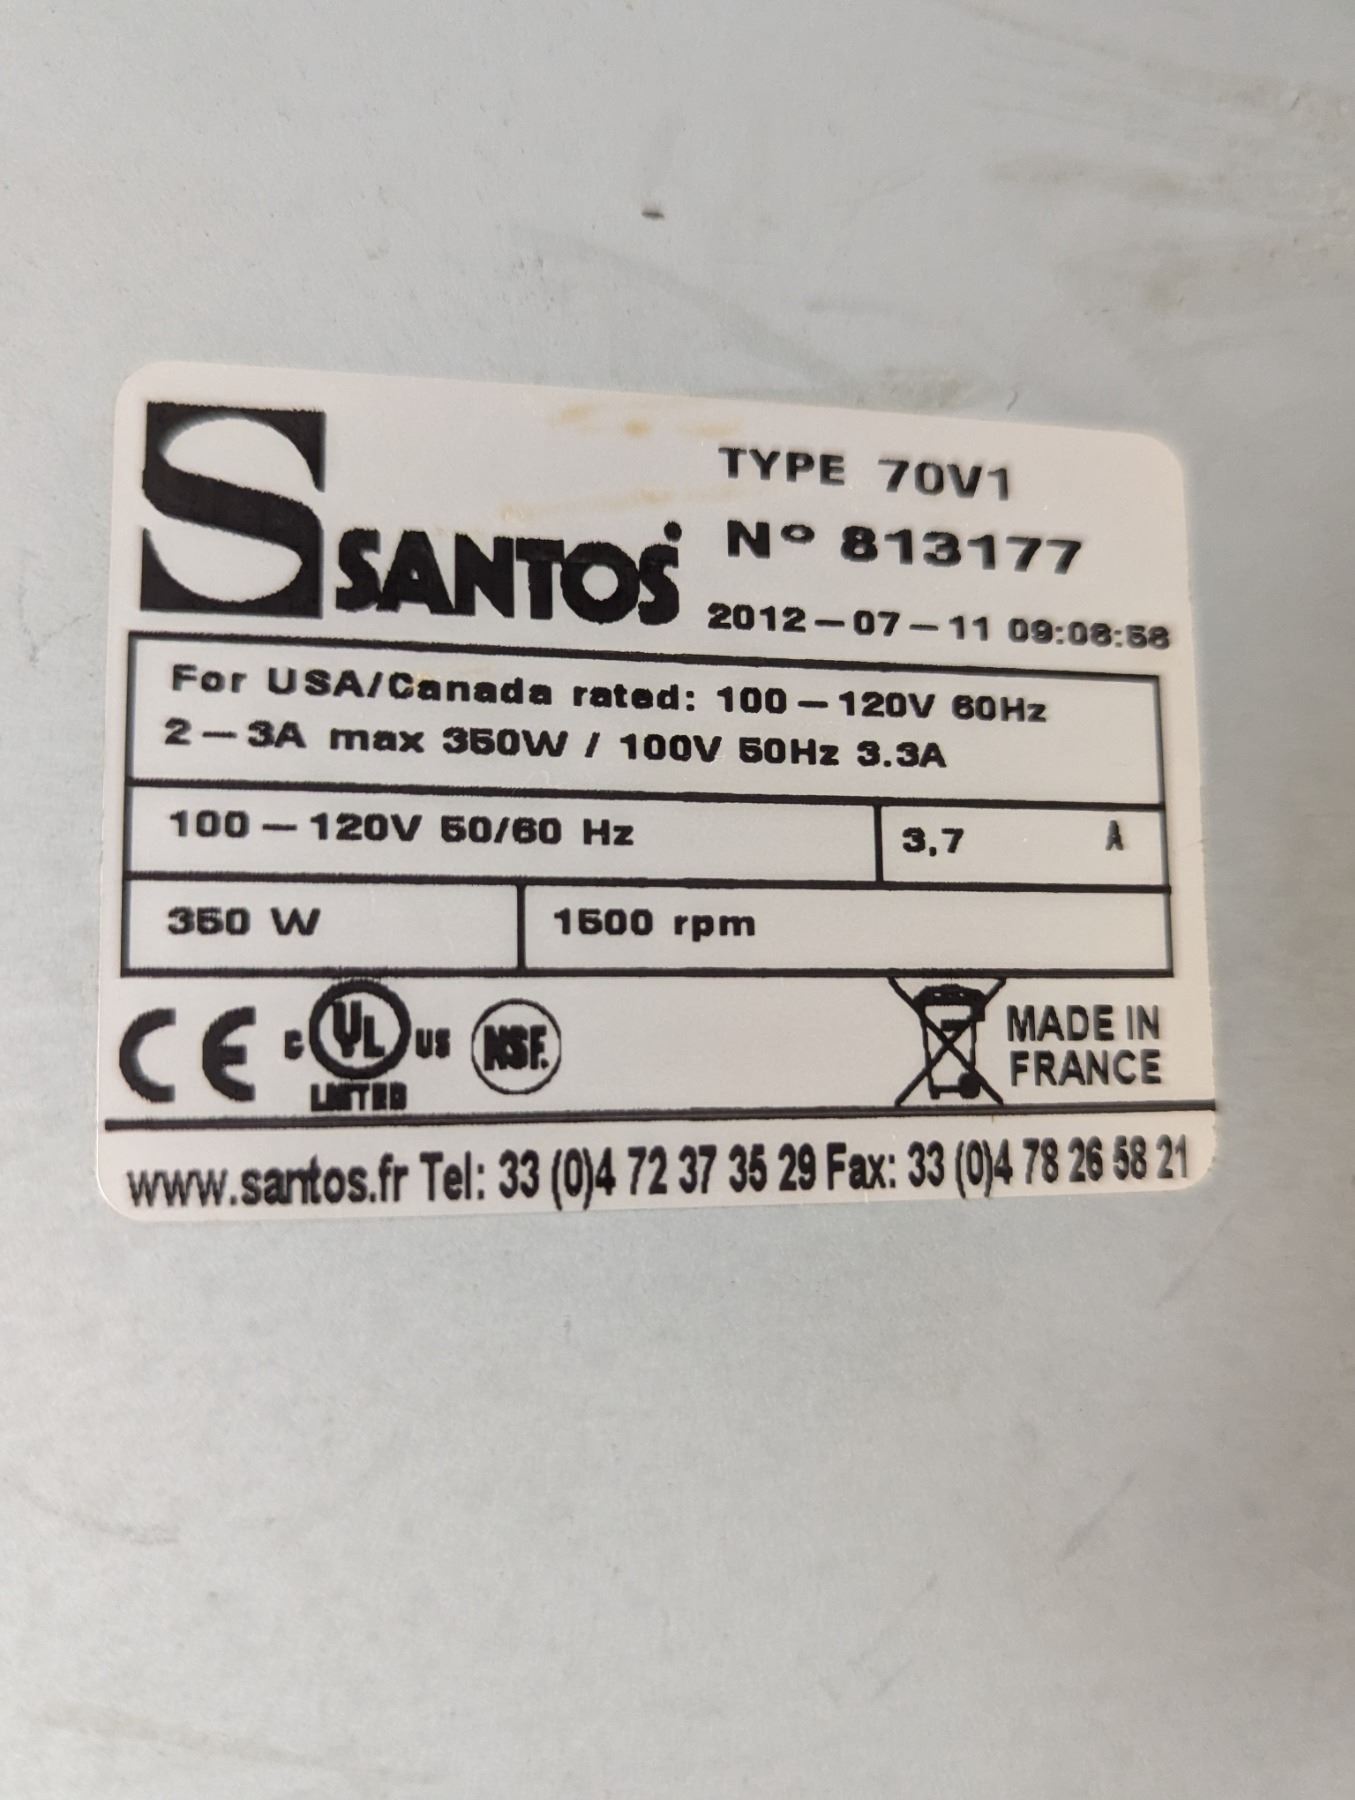 S SANTOS
TYPE 70V1
Nº 813177
2012-07-11 09:08:58
For USA/Canada rated: 100-120V 60Hz
2-3A max 350W / 100V 50Hz 3.3A
100-120V 50/60 Hz
3,7 A
350 W
1500 rpm
CE C UL US LISTED NSF.
MADE IN
FRANCE
www.santos.fr Tel: 33 (0)4 72 37 35 29 Fax: 33 (0)4 78 26 58 21